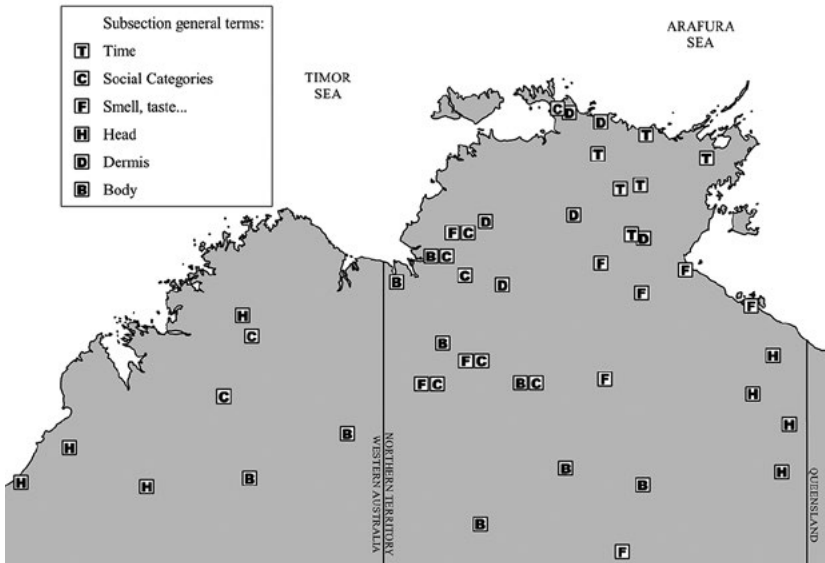 Subsection general terms:
T Time
C Social Categories
F Smell, taste...
H Head
D Dermis
B Body
TIMOR
SEA
ARAFURA
SEA
C D D T
T T
T T
D D
F C T D
B C F F
B C D F
F
H
C
B
H
F C
F C B C F
H
C
H
B
H
B H
B
H H B
B
F
WESTERN AUSTRALIA
NORTHERN TERRITORY
QUEENSLAND